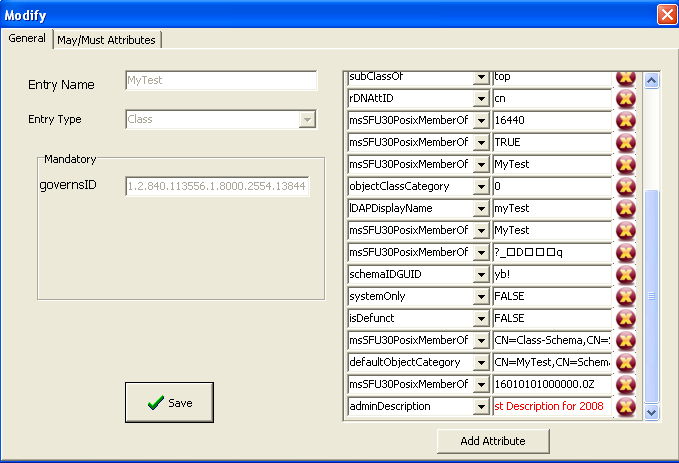 Modify
General May/Must Attributes
Entry Name MyTest
Entry Type Class
Mandatory
governsID 1.2.840.113556.1.8000.2554.13844
Save
subClassOf top
rDNAttID cn
msSFU30PosixMemberOf 16440
msSFU30PosixMemberOf TRUE
msSFU30PosixMemberOf MyTest
objectClassCategory 0
lDAPDisplayName myTest
msSFU30PosixMemberOf MyTest
msSFU30PosixMemberOf ?_□D□□□q
schemaIDGUID yb!
systemOnly FALSE
isDefunct FALSE
msSFU30PosixMemberOf CN=Class-Schema,CN=
defaultObjectCategory CN=MyTest,CN=Schema
msSFU30PosixMemberOf 16010101000000.0Z
adminDescription st Description for 2008
Add Attribute